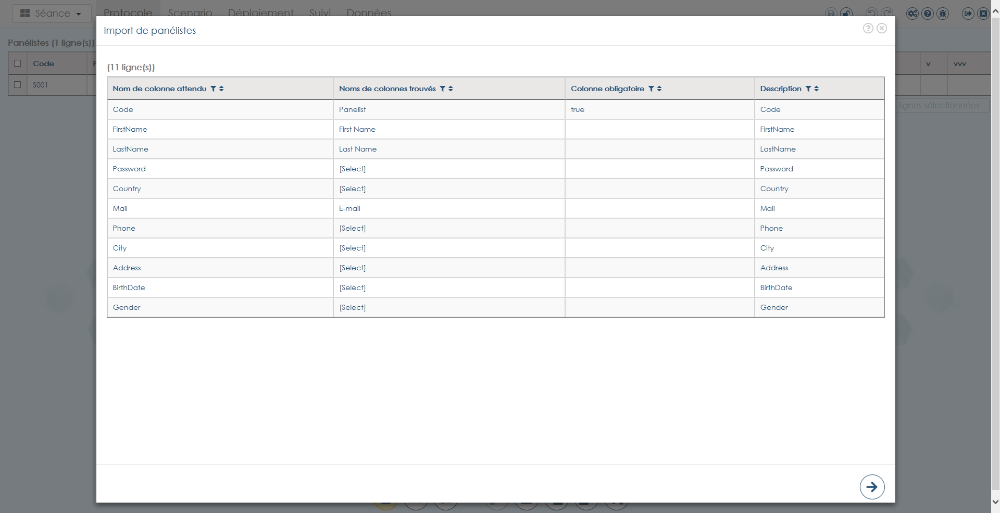 Séance Protocole Scenario Déploiement Suivi Données
Import de panélistes
Panélistes (1 ligne(s))
(11 ligne(s))
Code v vvv
S001
lignes sélectionnées
Nom de colonne attendu Noms de colonnes trouvés Colonne obligatoire Description
Code Panelist true Code
FirstName First Name FirstName
LastName Last Name LastName
Password [Select] Password
Country [Select] Country
Mail E-mail Mail
Phone [Select] Phone
City [Select] City
Address [Select] Address
BirthDate [Select] BirthDate
Gender [Select] Gender